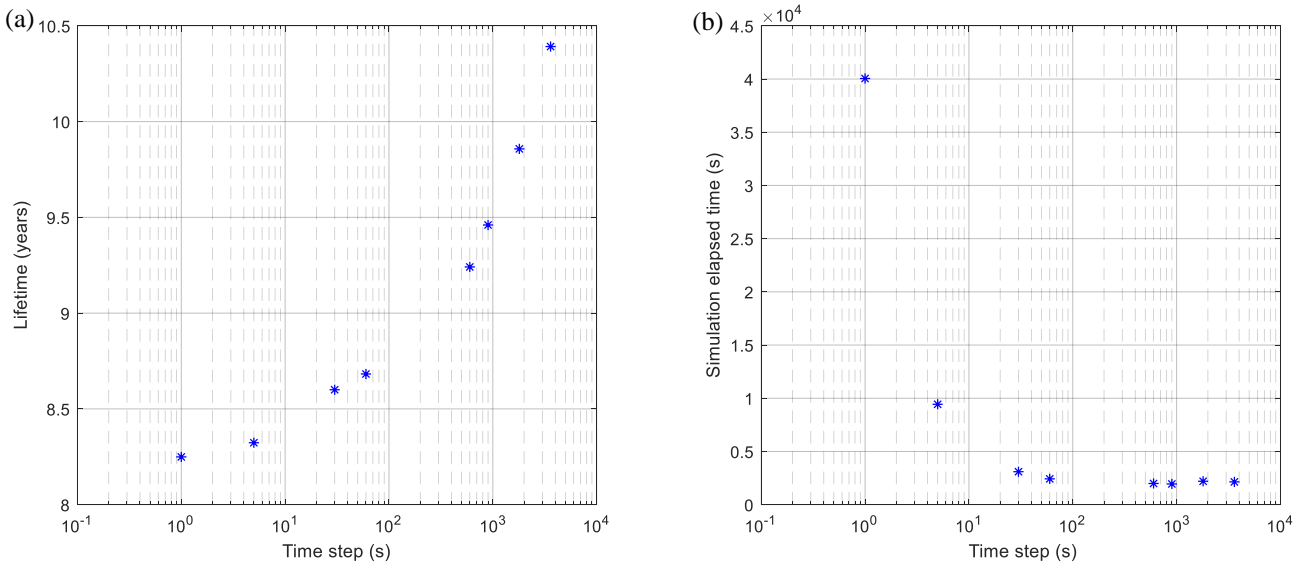 (a)
10.5
10
9.5
9
8.5
8
Lifetime (years)
10^-1 10^0 10^1 10^2 10^3 10^4
Time step (s)
(b)
×10^4
4.5
4
3.5
3
2.5
2
1.5
1
0.5
0
Simulation elapsed time (s)
10^-1 10^0 10^1 10^2 10^3 10^4
Time step (s)